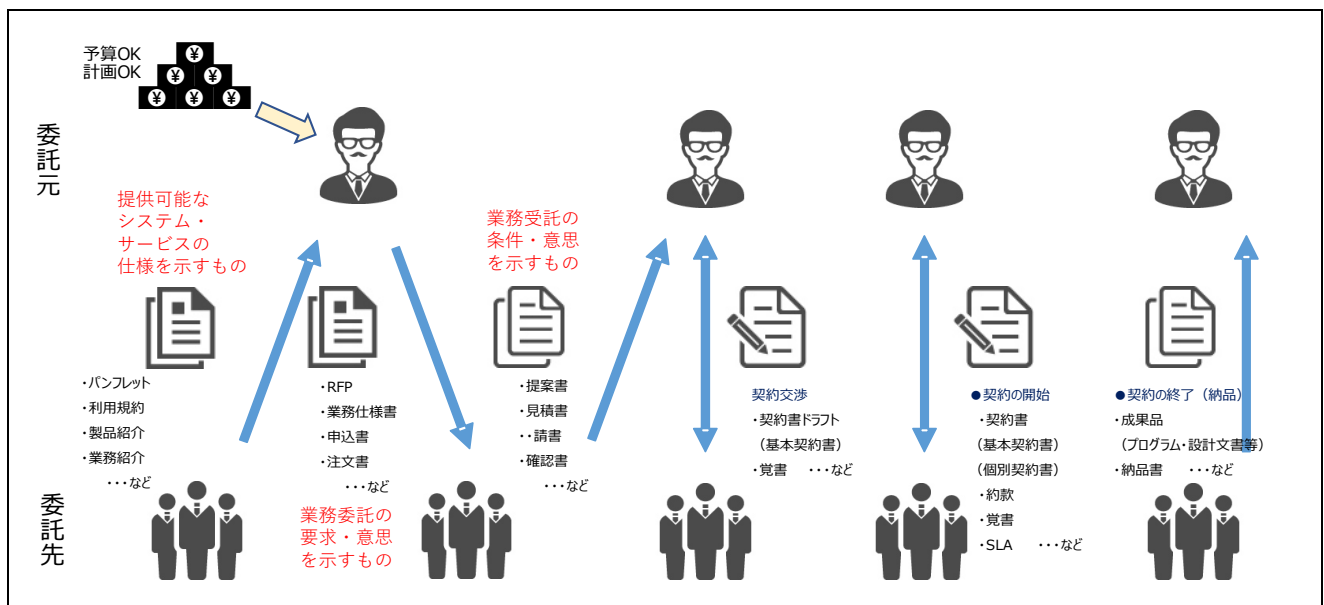 予算OK
計画OK
¥
¥ ¥
¥ ¥ ¥
委託元
提供可能な
システム・
サービスの
仕様を示すもの
・パンフレット
・利用規約
・製品紹介
・業務紹介
・・・など
・RFP
・業務仕様書
・申込書
・注文書
・・・など
業務委託の
要求・意思
を示すもの
業務受託の
条件・意思
を示すもの
・提案書
・見積書
・・請書
・確認書
・・・など
契約交渉
・契約書ドラフト
（基本契約書）
・覚書　・・・など
●契約の開始
・契約書
（基本契約書）
（個別契約書）
・約款
・覚書
・SLA　・・・など
●契約の終了（納品）
・成果品
（プログラム・設計文書等）
・納品書　・・・など
委託先